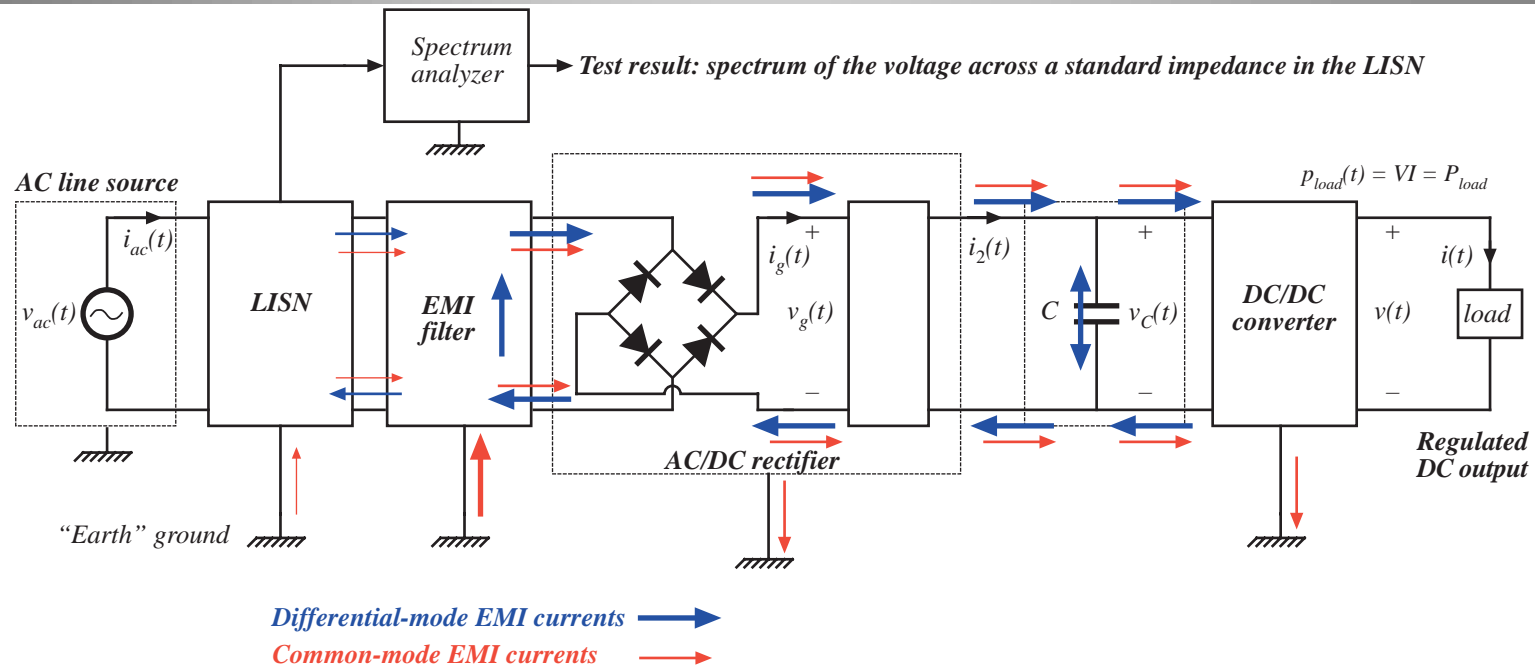 Spectrum
analyzer
Test result: spectrum of the voltage across a standard impedance in the LISN
AC line source
p_load(t) = VI = P_load
i_ac(t)
v_ac(t)
LISN
EMI
filter
i_g(t)
+
v_g(t)
–
i_2(t)
C
+
v_C(t)
–
DC/DC
converter
+
v(t)
–
i(t)
load
AC/DC rectifier
Regulated
DC output
“Earth” ground
Differential-mode EMI currents
Common-mode EMI currents